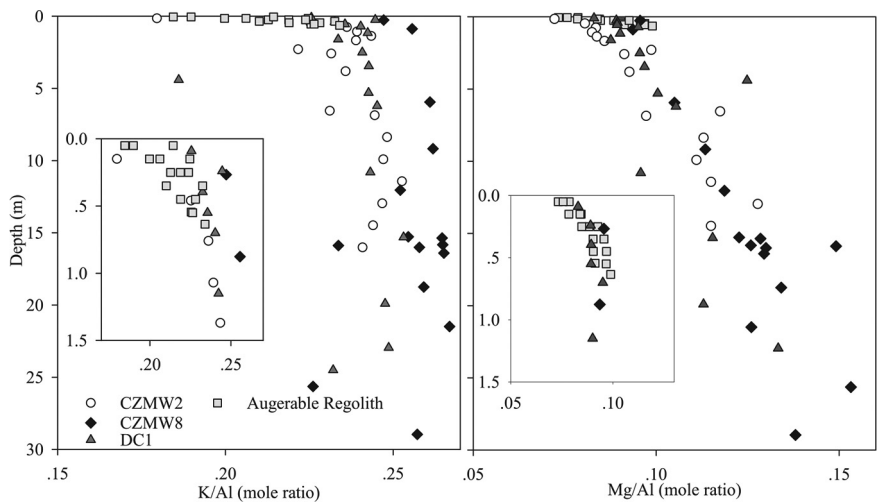 0
5
10
15
20
25
30
Depth (m)
0.0
.5
1.0
1.5
.20 .25
CZMW2 Augerable Regolith
CZMW8
DC1
.15 .20 .25
K/Al (mole ratio)
0.0
.5
1.0
1.5
.05 .10
.05 .10 .15
Mg/Al (mole ratio)